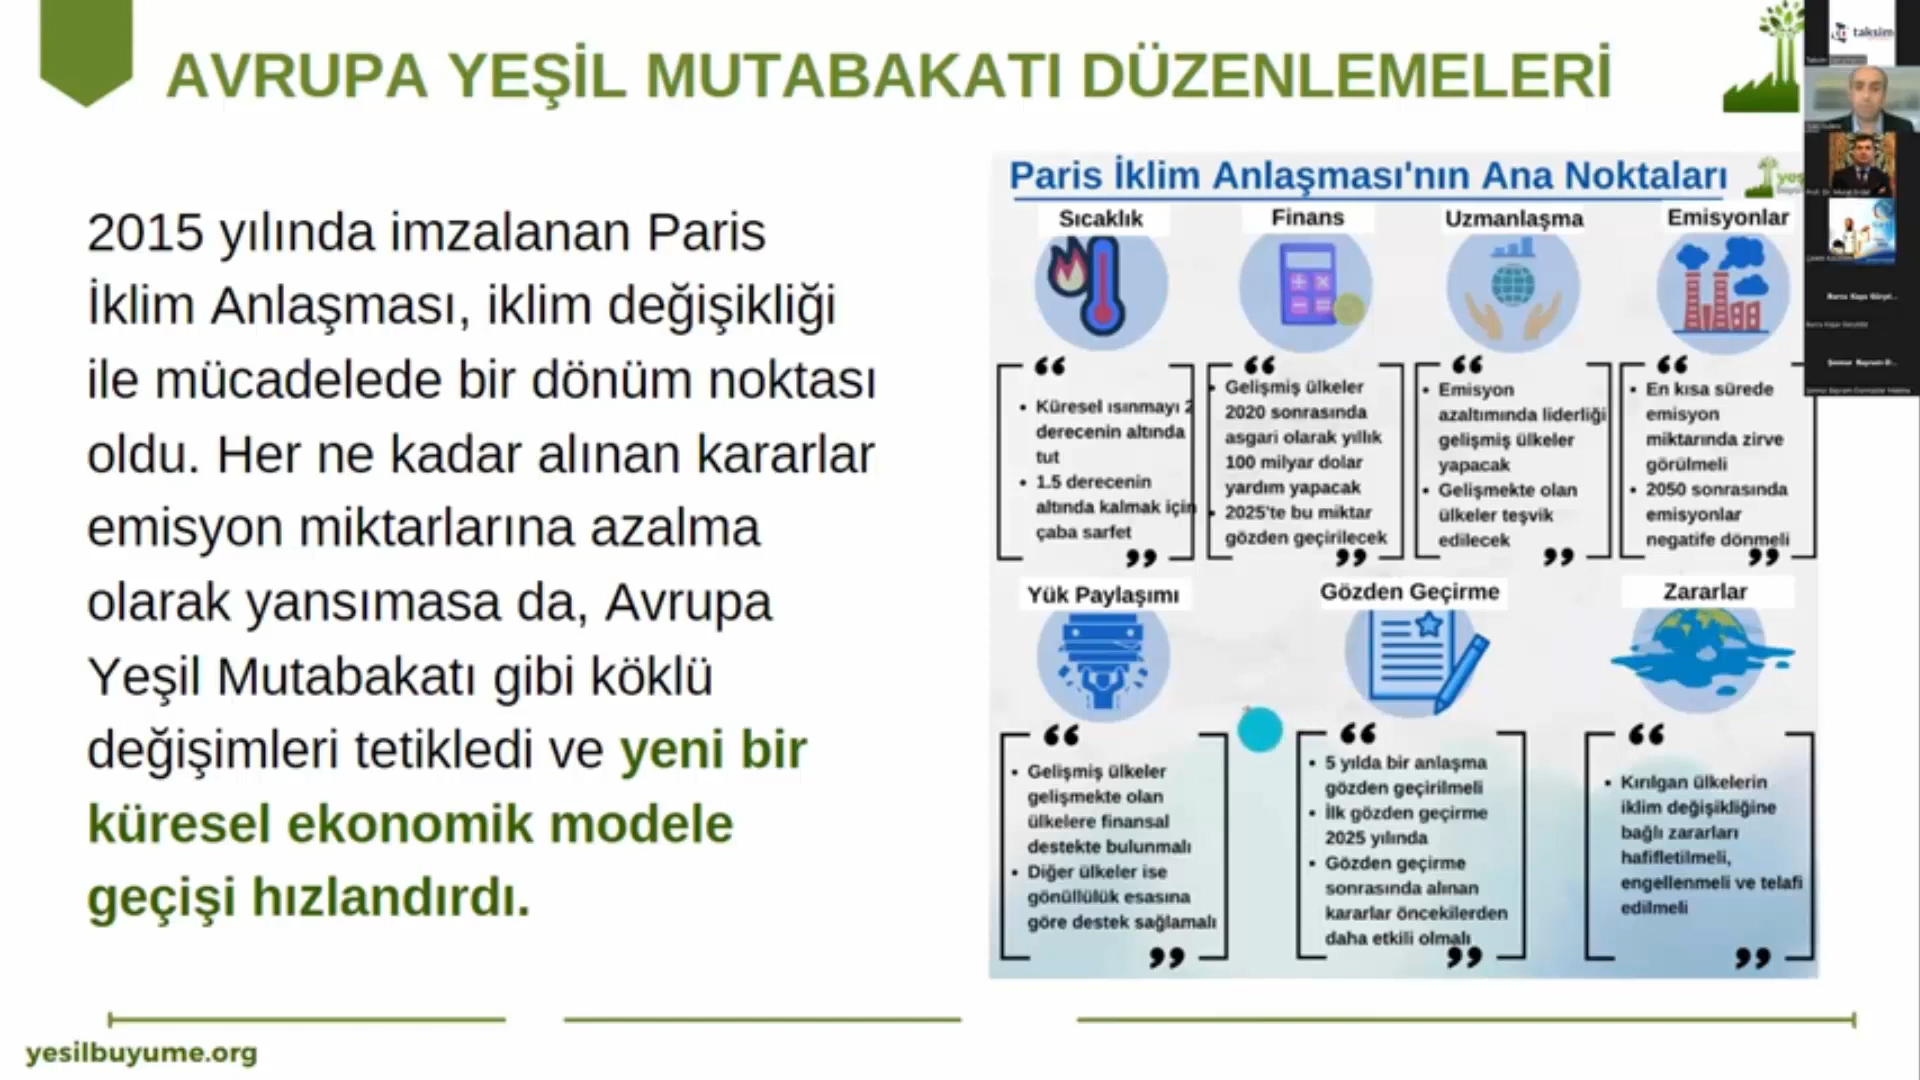 AVRUPA YEŞİL MUTABAKATI DÜZENLEMELERİ
2015 yılında imzalanan Paris
İklim Anlaşması, iklim değişikliği
ile mücadelede bir dönüm noktası
oldu. Her ne kadar alınan kararlar
emisyon miktarlarına azalma
olarak yansımasa da, Avrupa
Yeşil Mutabakatı gibi köklü
değişimleri tetikledi ve yeni bir
küresel ekonomik modele
geçişi hızlandırdı.
Paris İklim Anlaşması'nın Ana Noktaları
Sıcaklık
“
• Küresel ısınmayı 2
derecenin altında
tut
• 1.5 derecenin
altında kalmak için
çaba sarfet
”
Finans
“
• Gelişmiş ülkeler
2020 sonrasında
asgari olarak yıllık
100 milyar dolar
yardım yapacak
• 2025'te bu miktar
gözden geçirilecek
”
Uzmanlaşma
“
• Emisyon
azaltımında liderliği
gelişmiş ülkeler
yapacak
• Gelişmekte olan
ülkeler teşvik
edilecek
”
Emisyonlar
“
• En kısa sürede
emisyon
miktarında zirve
görülmeli
• 2050 sonrasında
emisyonlar
negatife dönmeli
”
Yük Paylaşımı
“
• Gelişmiş ülkeler
gelişmekte olan
ülkelere finansal
destekte bulunmalı
• Diğer ülkeler ise
gönüllülük esasına
göre destek sağlamalı
”
Gözden Geçirme
“
• 5 yılda bir anlaşma
gözden geçirilmeli
• İlk gözden geçirme
2025 yılında
• Gözden geçirme
sonrasında alınan
kararlar öncekilerden
daha etkili olmalı
”
Zararlar
“
• Kırılgan ülkelerin
iklim değişikliğine
bağlı zararları
hafifletilmeli,
engellenmeli ve telafi
edilmeli
”
yesilbuyume.org
taksim